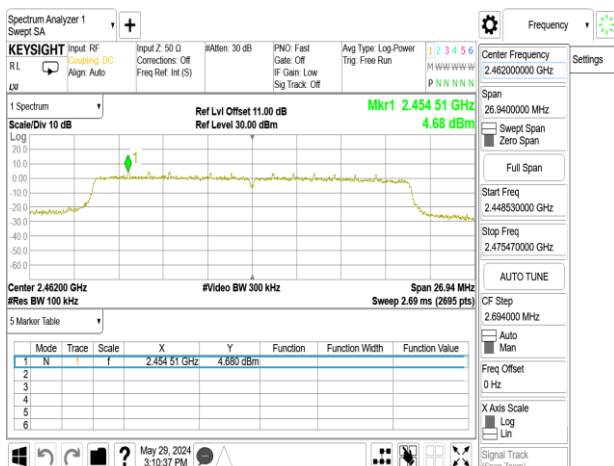 Spectrum Analyzer 1
Swept SA
+
Frequency
KEYSIGHT
RL
Input: RF
Coupling: DC
Align: Auto
Input Z: 50 Ω
Corrections: Off
Freq Ref: Int (S)
#Atten: 30 dB
PNO: Fast
Gate: Off
IF Gain: Low
Sig Track: Off
Avg Type: Log-Power
Trig: Free Run
1 2 3 4 5 6
M W W W W W
P N N N N N
1 Spectrum
Scale/Div 10 dB
Ref Lvl Offset 11.00 dB
Ref Level 30.00 dBm
Mkr1 2.454 51 GHz
4.68 dBm
Log
20.0
10.0
0.00
-10.0
-20.0
-30.0
-40.0
-50.0
-60.0
1
Center 2.46200 GHz
#Res BW 100 kHz
#Video BW 300 kHz
Span 26.94 MHz
Sweep 2.69 ms (2695 pts)
5 Marker Table
Mode Trace Scale X Y Function Function Width Function Value
1 N 1 f 2.454 51 GHz 4.680 dBm
2
3
4
5
6
May 29, 2024
3:10:37 PM
Center Frequency
2.462000000 GHz
Settings
Span
26.9400000 MHz
Swept Span
Zero Span
Full Span
Start Freq
2.448530000 GHz
Stop Freq
2.475470000 GHz
AUTO TUNE
CF Step
2.694000 MHz
Auto
Man
Freq Offset
0 Hz
X Axis Scale
Log
Lin
Signal Track
(Span Zoom)